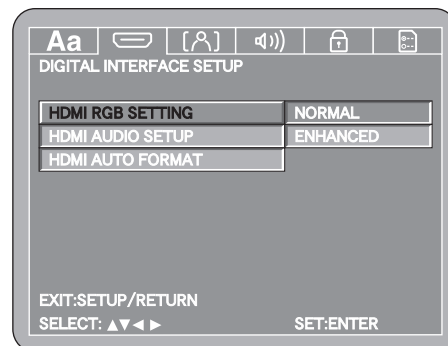 Aa
DIGITAL INTERFACE SETUP
HDMI RGB SETTING NORMAL
HDMI AUDIO SETUP ENHANCED
HDMI AUTO FORMAT
EXIT:SETUP/RETURN
SELECT: ▲▼◄ ► SET:ENTER